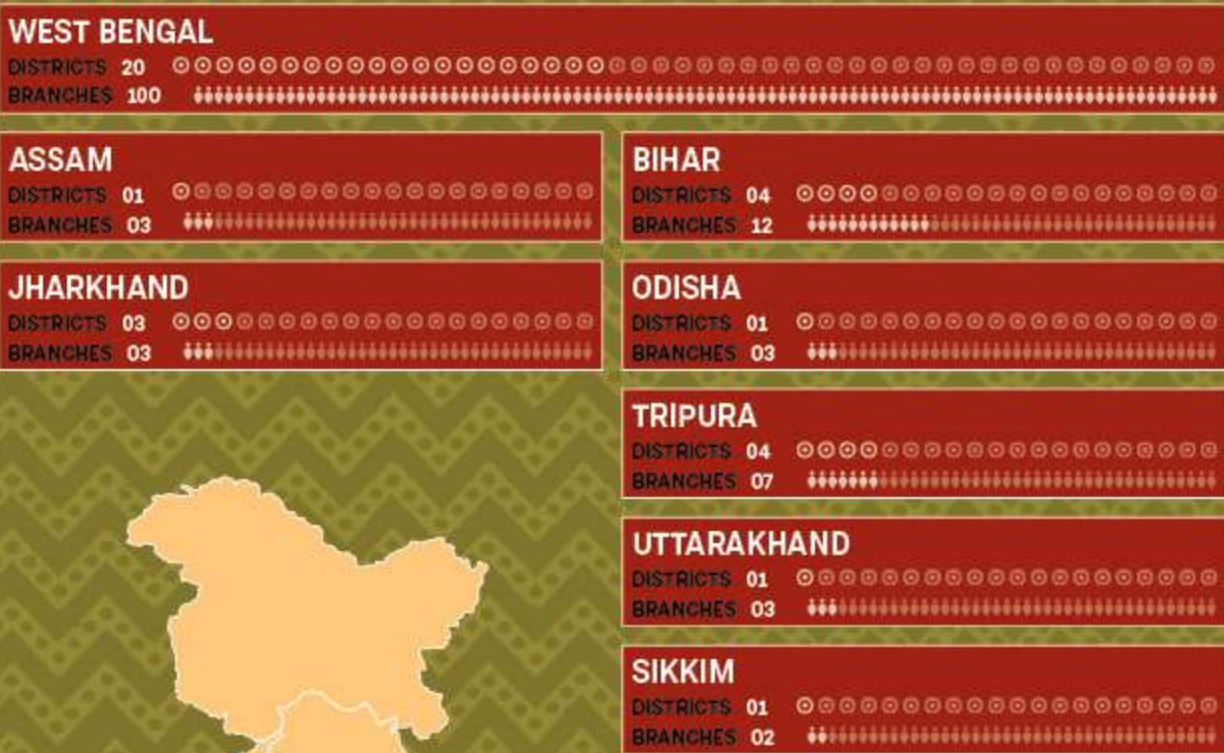 WEST BENGAL
DISTRICTS 20
BRANCHES 100
ASSAM
DISTRICTS 01
BRANCHES 03
BIHAR
DISTRICTS 04
BRANCHES 12
JHARKHAND
DISTRICTS 03
BRANCHES 03
ODISHA
DISTRICTS 01
BRANCHES 03
TRIPURA
DISTRICTS 04
BRANCHES 07
UTTARAKHAND
DISTRICTS 01
BRANCHES 03
SIKKIM
DISTRICTS 01
BRANCHES 02